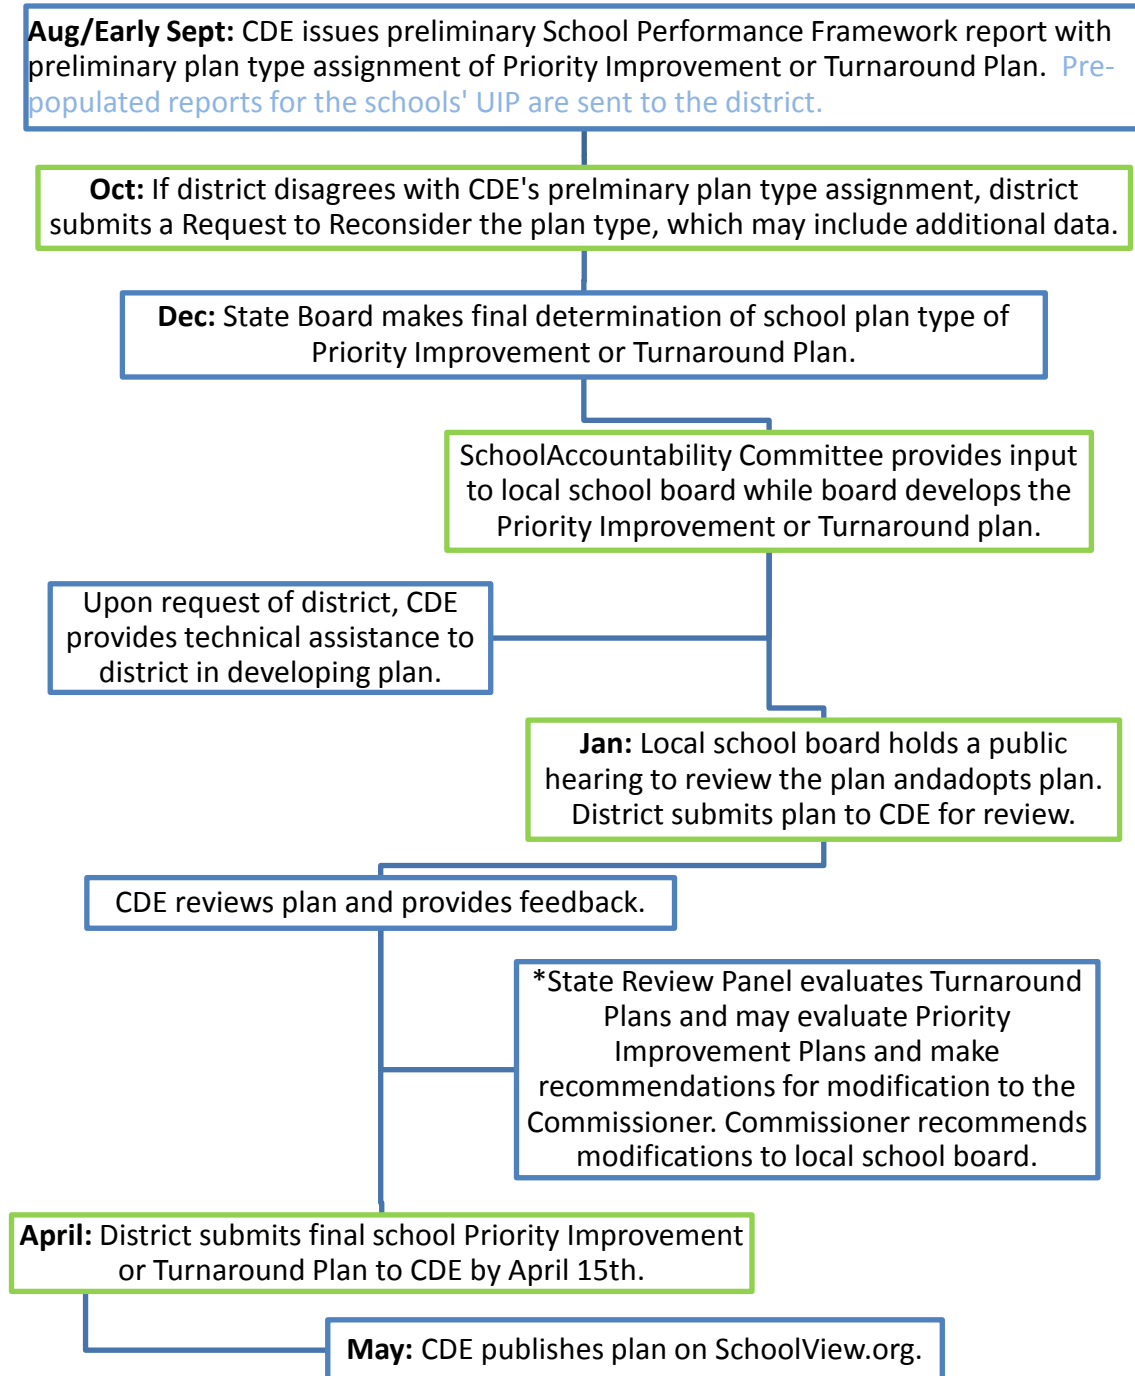 Aug/Early Sept: CDE issues preliminary School Performance Framework report with
preliminary plan type assignment of Priority Improvement or Turnaround Plan. Pre-
populated reports for the schools' UIP are sent to the district.
Oct: If district disagrees with CDE's prelminary plan type assignment, district
submits a Request to Reconsider the plan type, which may include additional data.
Dec: State Board makes final determination of school plan type of
Priority Improvement or Turnaround Plan.
SchoolAccountability Committee provides input
to local school board while board develops the
Priority Improvement or Turnaround plan.
Upon request of district, CDE
provides technical assistance to
district in developing plan.
Jan: Local school board holds a public
hearing to review the plan andadopts plan.
District submits plan to CDE for review.
CDE reviews plan and provides feedback.
*State Review Panel evaluates Turnaround
Plans and may evaluate Priority
Improvement Plans and make
recommendations for modification to the
Commissioner. Commissioner recommends
modifications to local school board.
April: District submits final school Priority Improvement
or Turnaround Plan to CDE by April 15th.
May: CDE publishes plan on SchoolView.org.